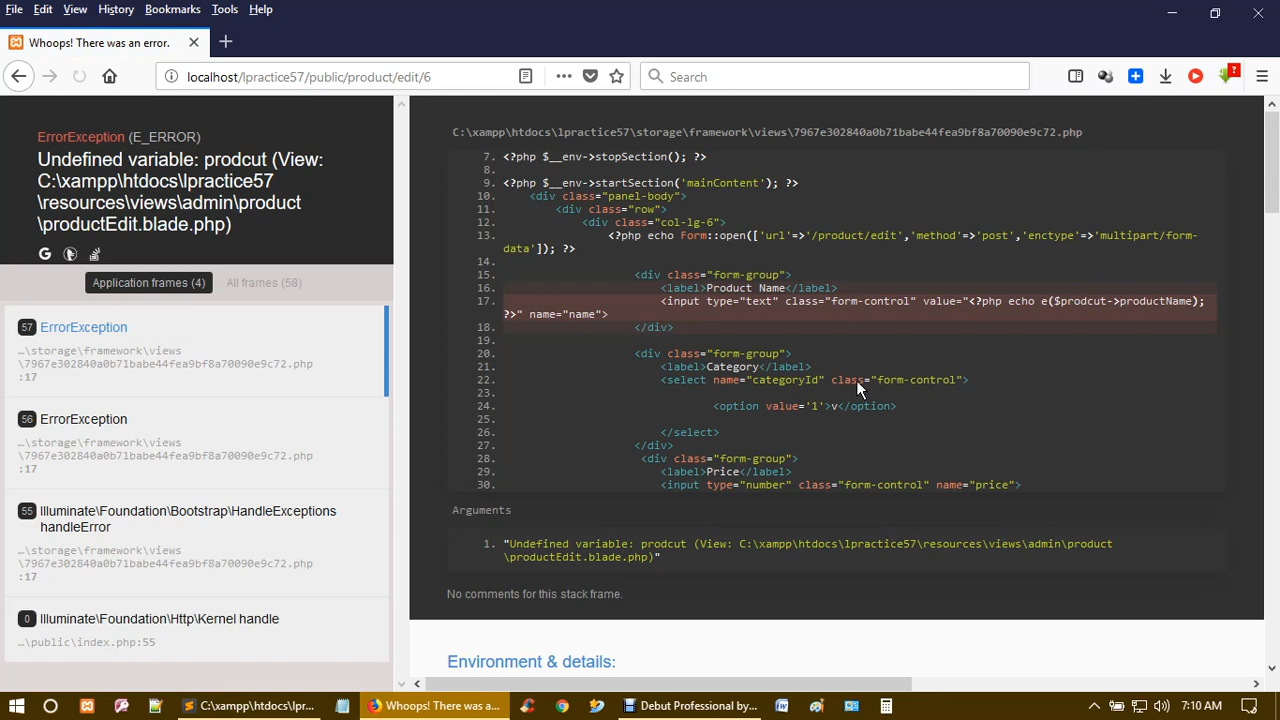 File Edit View History Bookmarks Tools Help
Whoops! There was an error.
localhost/lpractice57/public/product/edit/6
Search
?
ErrorException (E_ERROR)
Undefined variable: prodcut (View:
C:\xampp\htdocs\lpractice57
\resources\views\admin\product
\productEdit.blade.php)
Application frames (4) All frames (58)
57 ErrorException
…\storage\framework\views
\7967e302840a0b71babe44fea9bf8a70090e9c72.php
:17
56 ErrorException
…\storage\framework\views
\7967e302840a0b71babe44fea9bf8a70090e9c72.php
:17
55 Illuminate\Foundation\Bootstrap\HandleExceptions
handleError
…\storage\framework\views
\7967e302840a0b71babe44fea9bf8a70090e9c72.php
:17
0 Illuminate\Foundation\Http\Kernel handle
…\public\index.php:55
C:\xampp\htdocs\lpractice57\storage\framework\views\7967e302840a0b71babe44fea9bf8a70090e9c72.php
7. <?php $__env->stopSection(); ?>
8.
9. <?php $__env->startSection('mainContent'); ?>
10. <div class="panel-body">
11. <div class="row">
12. <div class="col-lg-6">
13. <?php echo Form::open(['url'=>'/product/edit','method'=>'post','enctype'=>'multipart/form-
data']); ?>
14.
15. <div class="form-group">
16. <label>Product Name</label>
17. <input type="text" class="form-control" value="<?php echo e($prodcut->productName);
?>" name="name">
18. </div>
19.
20. <div class="form-group">
21. <label>Category</label>
22. <select name="categoryId" class="form-control">
23.
24. <option value='1'>v</option>
25.
26. </select>
27. </div>
28. <div class="form-group">
29. <label>Price</label>
30. <input type="number" class="form-control" name="price">
Arguments
1. "Undefined variable: prodcut (View: C:\xampp\htdocs\lpractice57\resources\views\admin\product
\productEdit.blade.php)"
No comments for this stack frame.
Environment & details:
C:\xampp\htdocs\lpr... Whoops! There was a... Debut Professional by... 7:10 AM